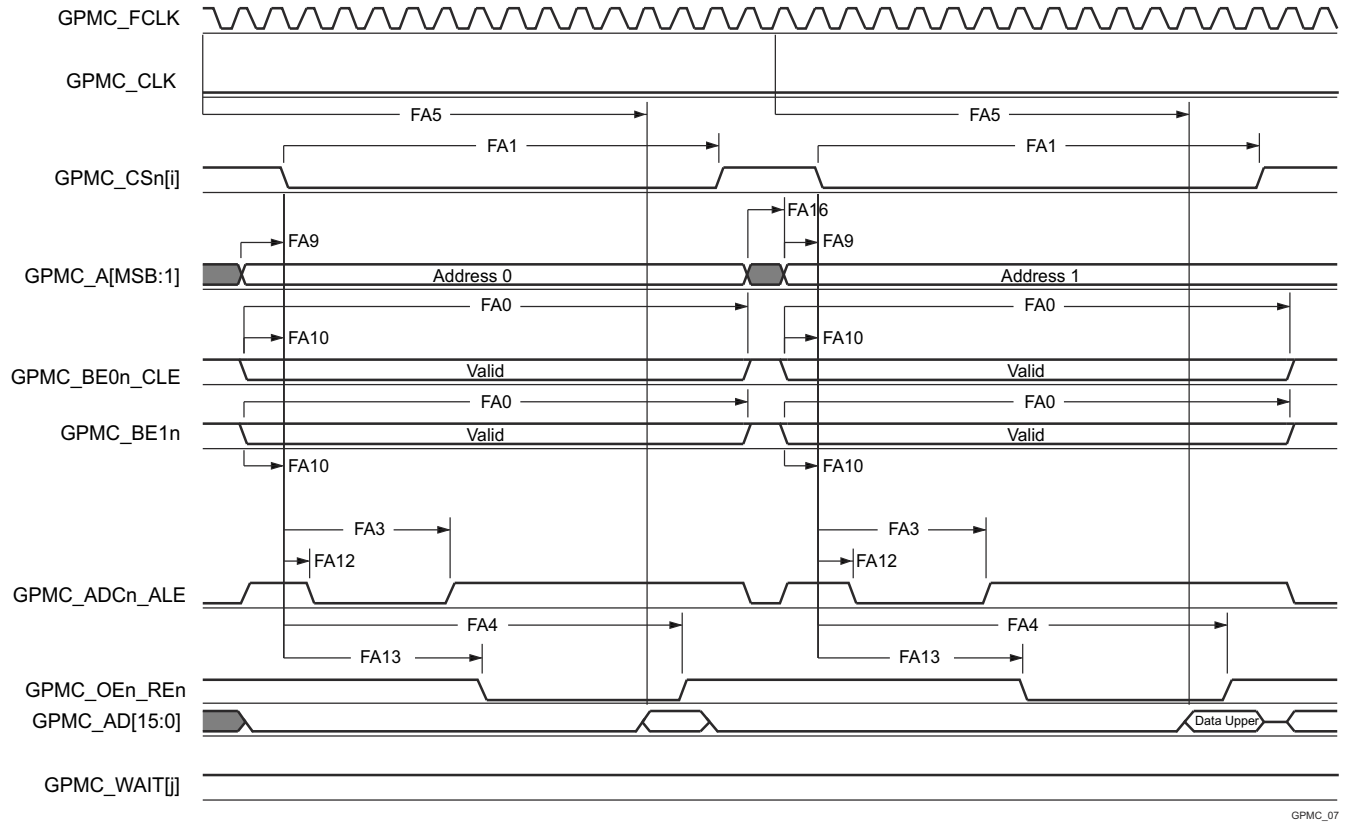 GPMC_FCLK
GPMC_CLK
FA5 FA5
FA1 FA1
GPMC_CSn[i]
FA16
FA9 FA9
GPMC_A[MSB:1] Address 0 Address 1
FA0 FA0
FA10 FA10
GPMC_BE0n_CLE Valid Valid
FA0 FA0
GPMC_BE1n Valid Valid
FA10 FA10
FA3 FA3
FA12 FA12
GPMC_ADCn_ALE
FA4 FA4
FA13 FA13
GPMC_OEn_REn
GPMC_AD[15:0] Data Upper
GPMC_WAIT[j]
GPMC_07